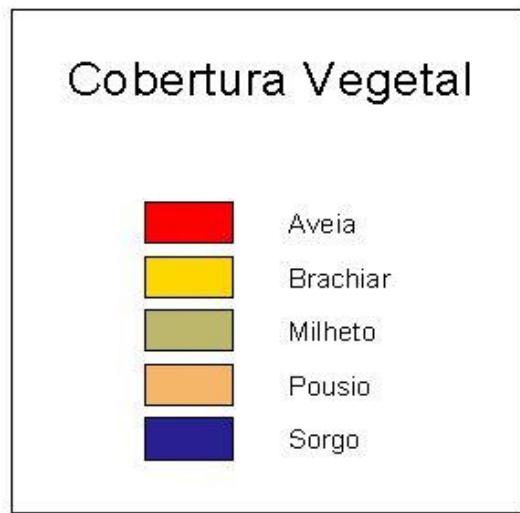 Cobertura Vegetal
Aveia
Brachiar
Milheto
Pousio
Sorgo